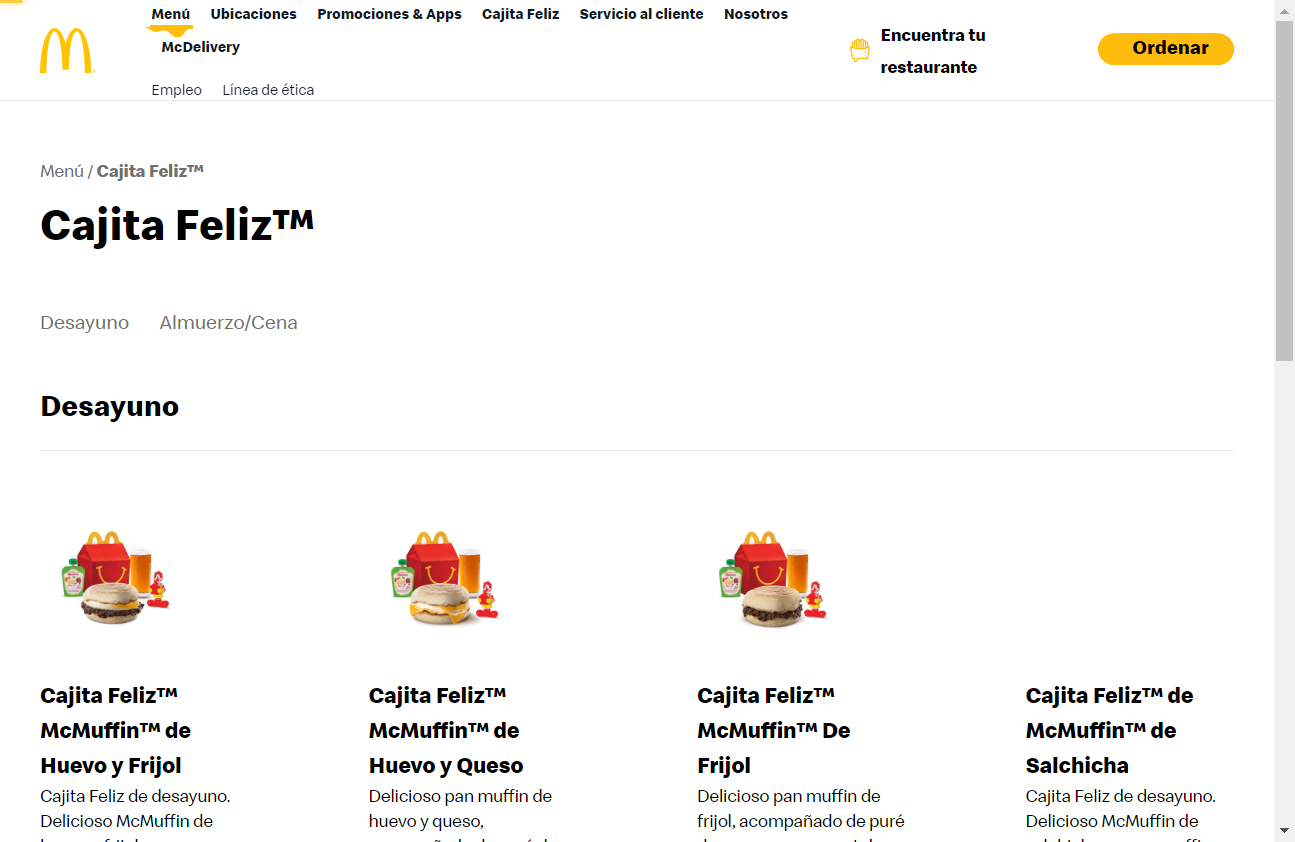 Menú Ubicaciones Promociones & Apps Cajita Feliz Servicio al cliente Nosotros
McDelivery
Empleo Línea de ética
Encuentra tu
restaurante
Ordenar
Menú / Cajita Feliz™
Cajita Feliz™
Desayuno Almuerzo/Cena
Desayuno
Cajita Feliz™
McMuffin™ de
Huevo y Frijol
Cajita Feliz de desayuno.
Delicioso McMuffin de
Cajita Feliz™
McMuffin™ de
Huevo y Queso
Delicioso pan muffin de
huevo y queso,
Cajita Feliz™
McMuffin™ De
Frijol
Delicioso pan muffin de
frijol, acompañado de puré
Cajita Feliz™ de
McMuffin™ de
Salchicha
Cajita Feliz de desayuno.
Delicioso McMuffin de